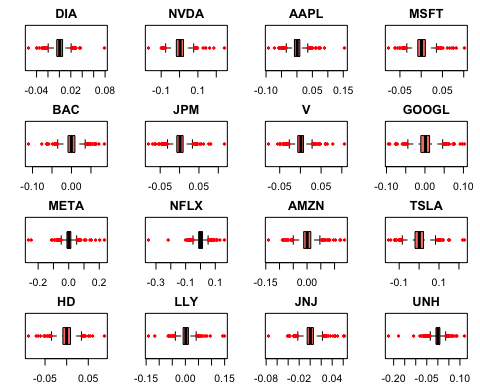 DIA NVDA AAPL MSFT
-0.04 0.02 0.08 -0.1 0.1 -0.10 0.05 0.15 -0.05 0.05
BAC JPM V GOOGL
-0.10 0.00 -0.05 0.05 -0.05 0.05 -0.10 0.00 0.10
META NFLX AMZN TSLA
-0.2 0.0 0.2 -0.3 -0.1 0.1 -0.15 0.00 -0.1 0.1
HD LLY JNJ UNH
-0.05 0.05 -0.15 0.00 0.15 -0.08 -0.02 0.04 -0.20 -0.05 0.10